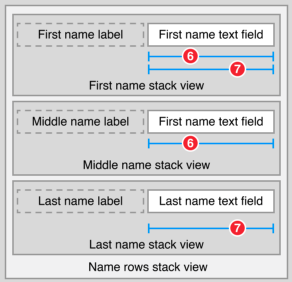 First name label First name text field
6
7
First name stack view
Middle name label First name text field
6
Middle name stack view
Last name label Last name text field
7
Last name stack view
Name rows stack view